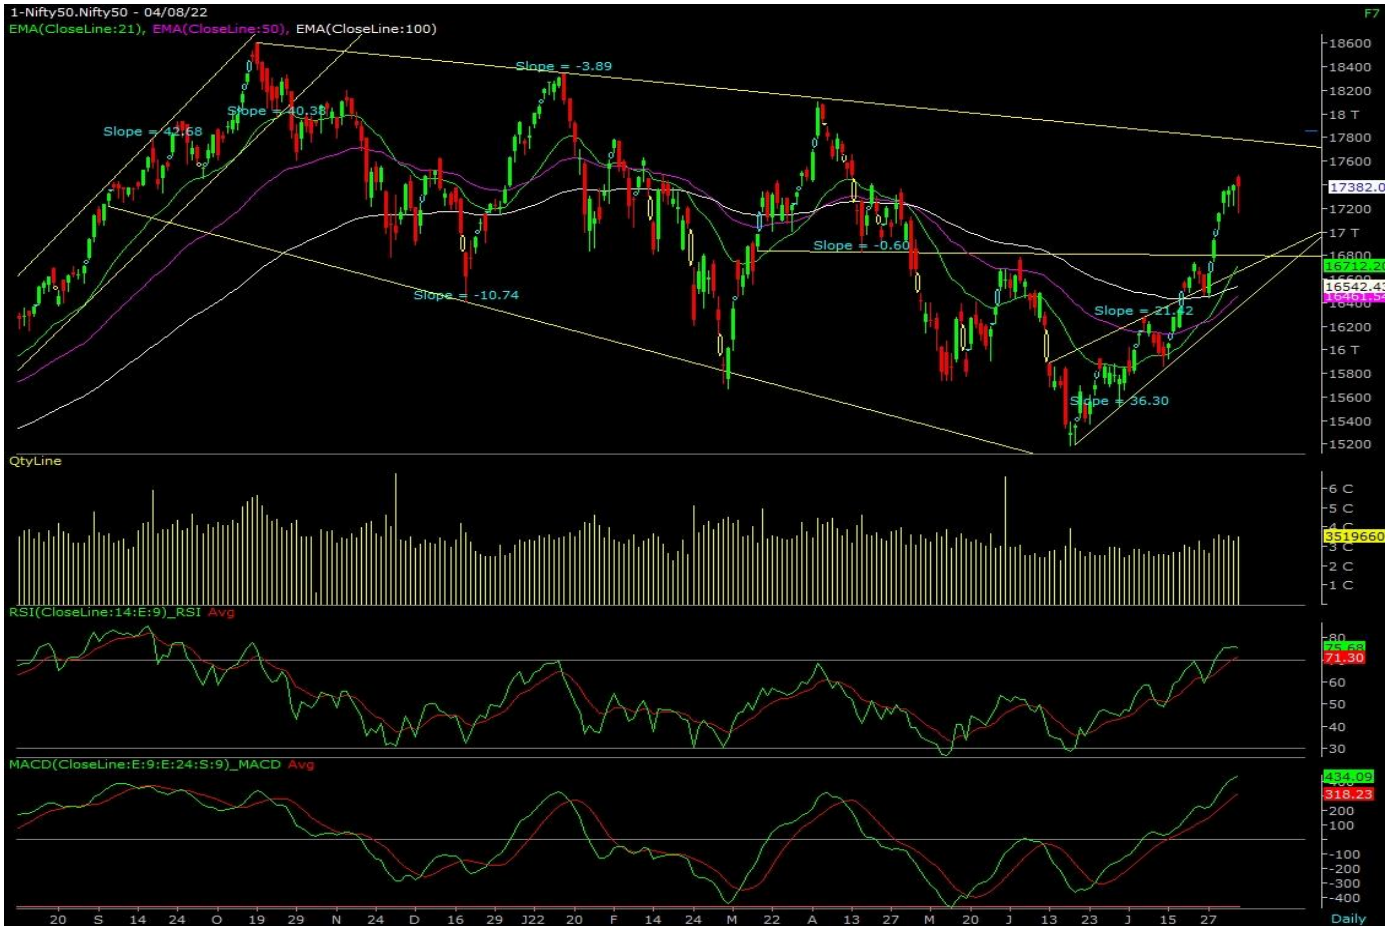 1-Nifty50.Nifty50 - 04/08/22
F7
EMA(CloseLine:21), EMA(CloseLine:50), EMA(CloseLine:100)
18600
Slope = -3.89
18400
18200
Slope = 40.38
18 T
Slope = 42.68
17800
17600
17382.0
17200
17 T
Slope = -0.60
16800
16712.20
16542.43
16461.54
Slope = -10.74
16400
Slope = 21.42
16200
16 T
15800
15600
Slope = 36.30
15400
15200
QtyLine
6 C
5 C
4 C
3519660
3 C
2 C
1 C
RSI(CloseLine:14:E:9)_RSI Avg
80
75.68
71.30
60
50
40
30
MACD(CloseLine:E:9:E:24:S:9)_MACD Avg
434.09
318.23
200
100
-100
-200
-300
-400
20 S 14 24 O 19 29 N 24 D 16 29 J22 20 F 14 24 M 22 A 13 27 M 20 J 13 23 J 15 27 Daily